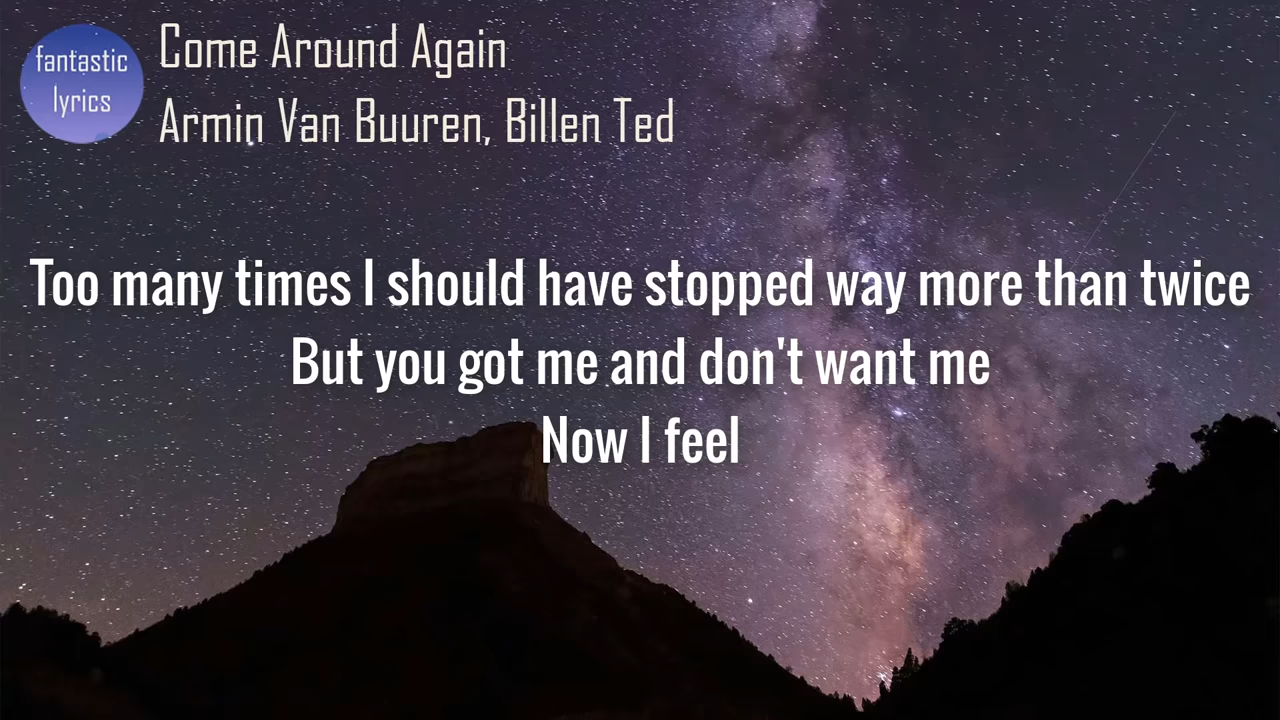 fantastic
lyrics
Come Around Again
Armin Van Buuren, Billen Ted
Too many times I should have stopped way more than twice
But you got me and don't want me
Now I feel